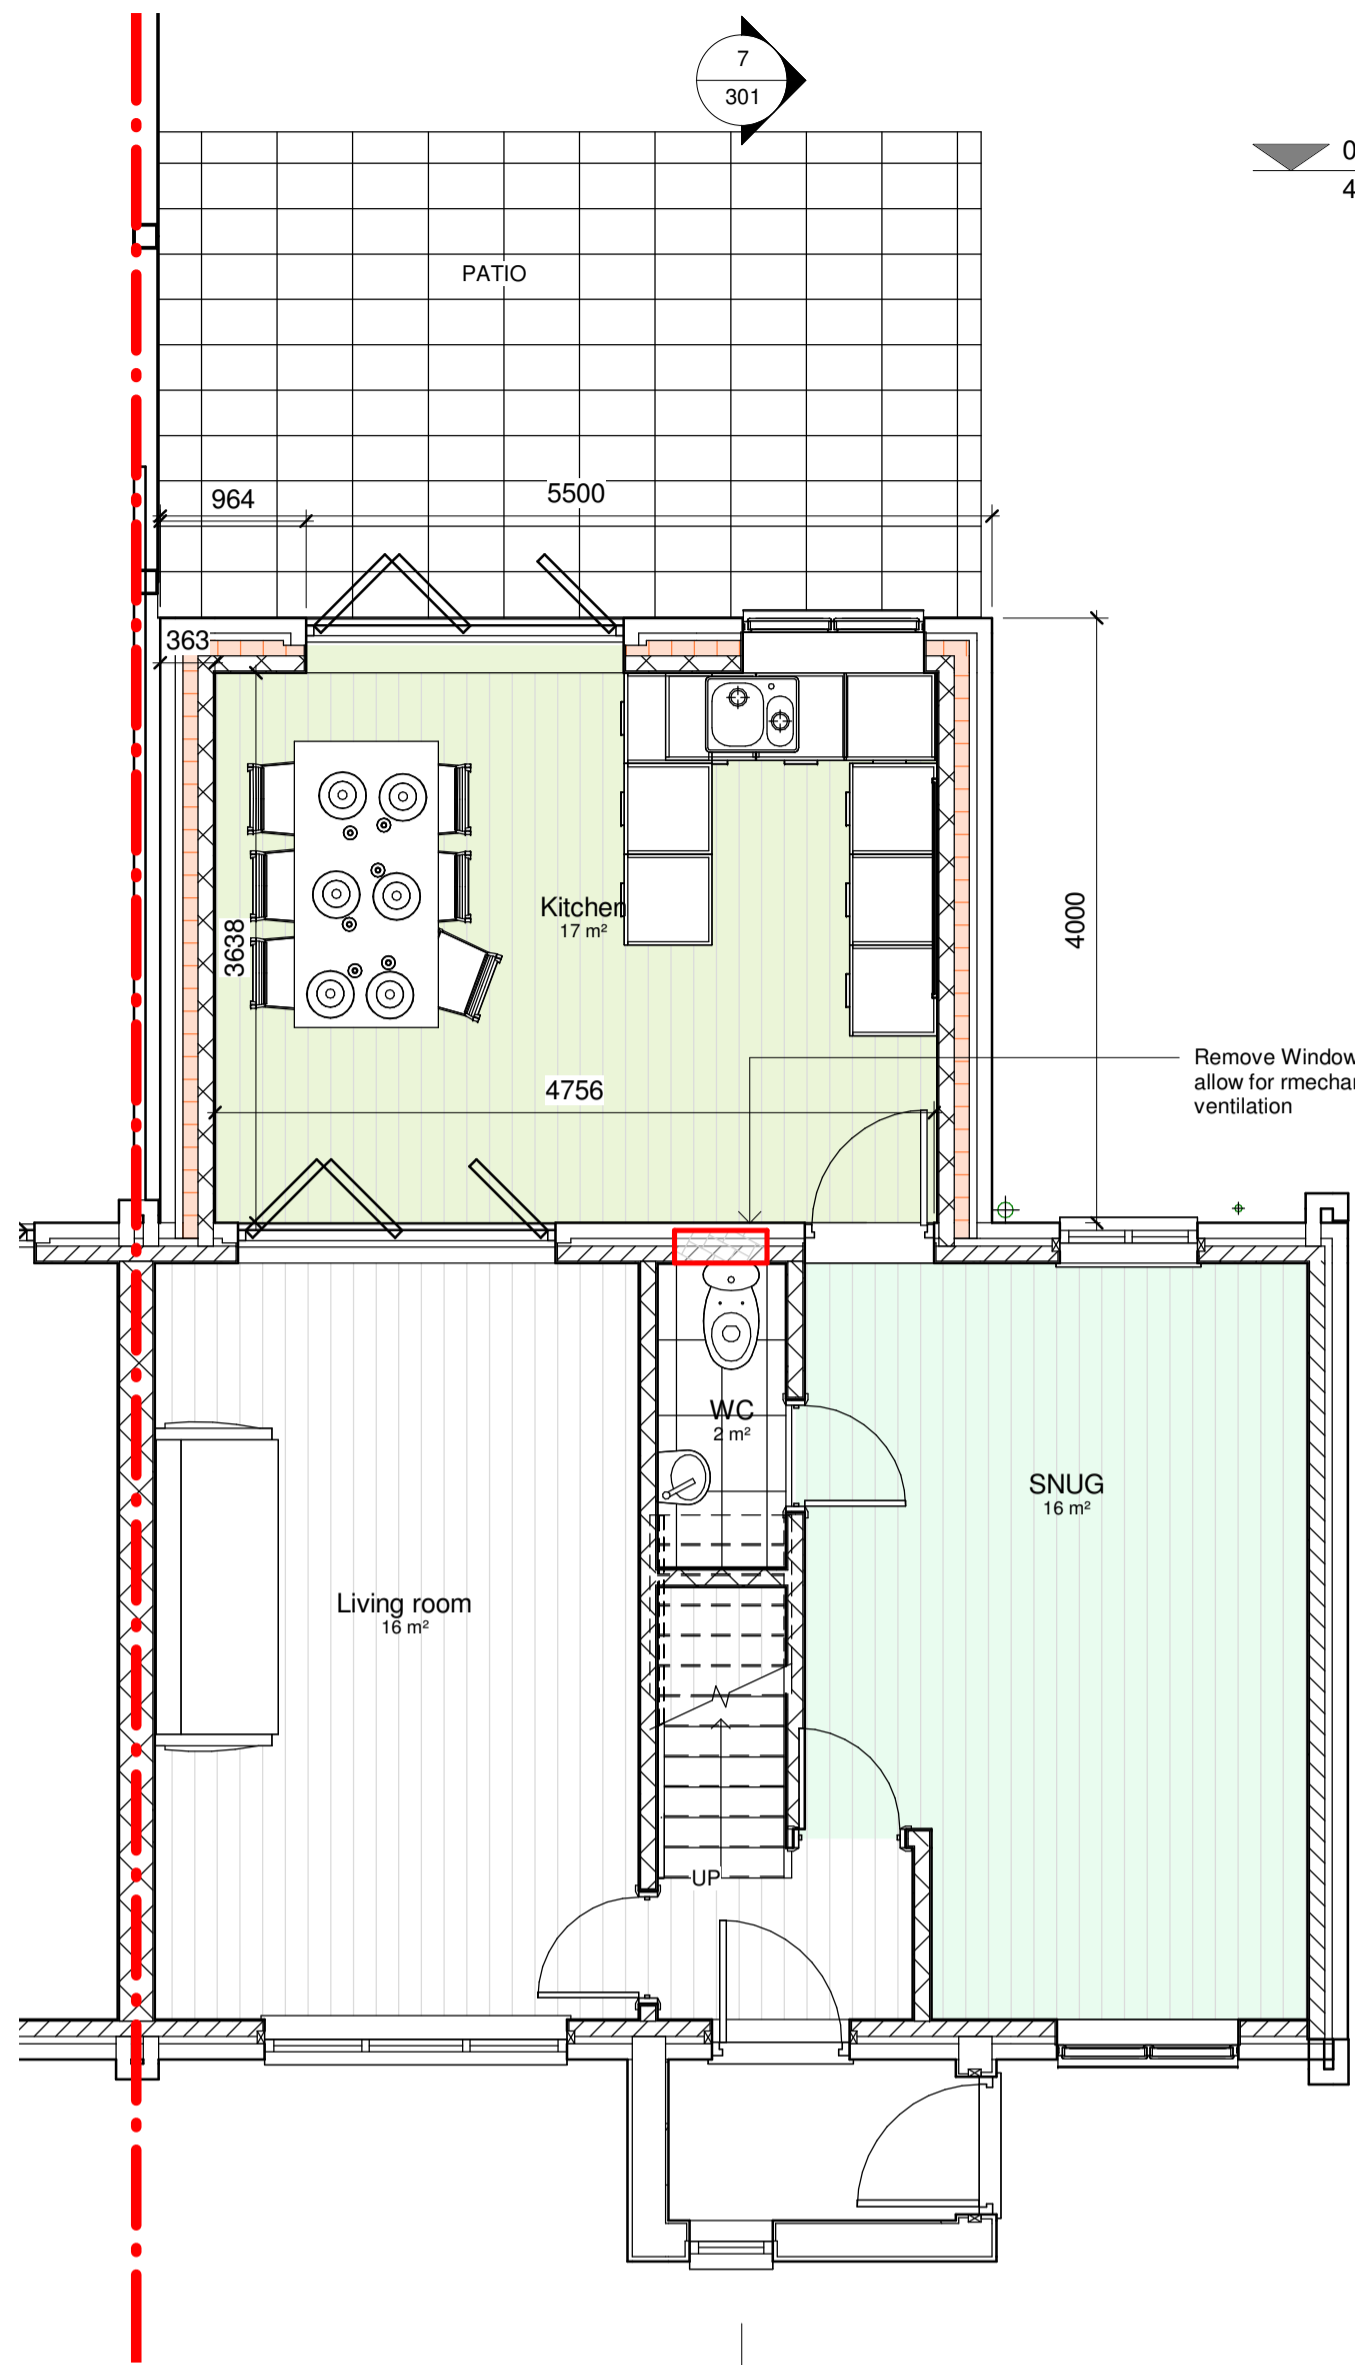 7
301
0
4
PATIO
964
5500
363
Kitchen
17 m²
3638
4000
4756
Remove Window
allow for
ventilation
WC
2 m²
SNUG
16 m²
Living room
16 m²
UP